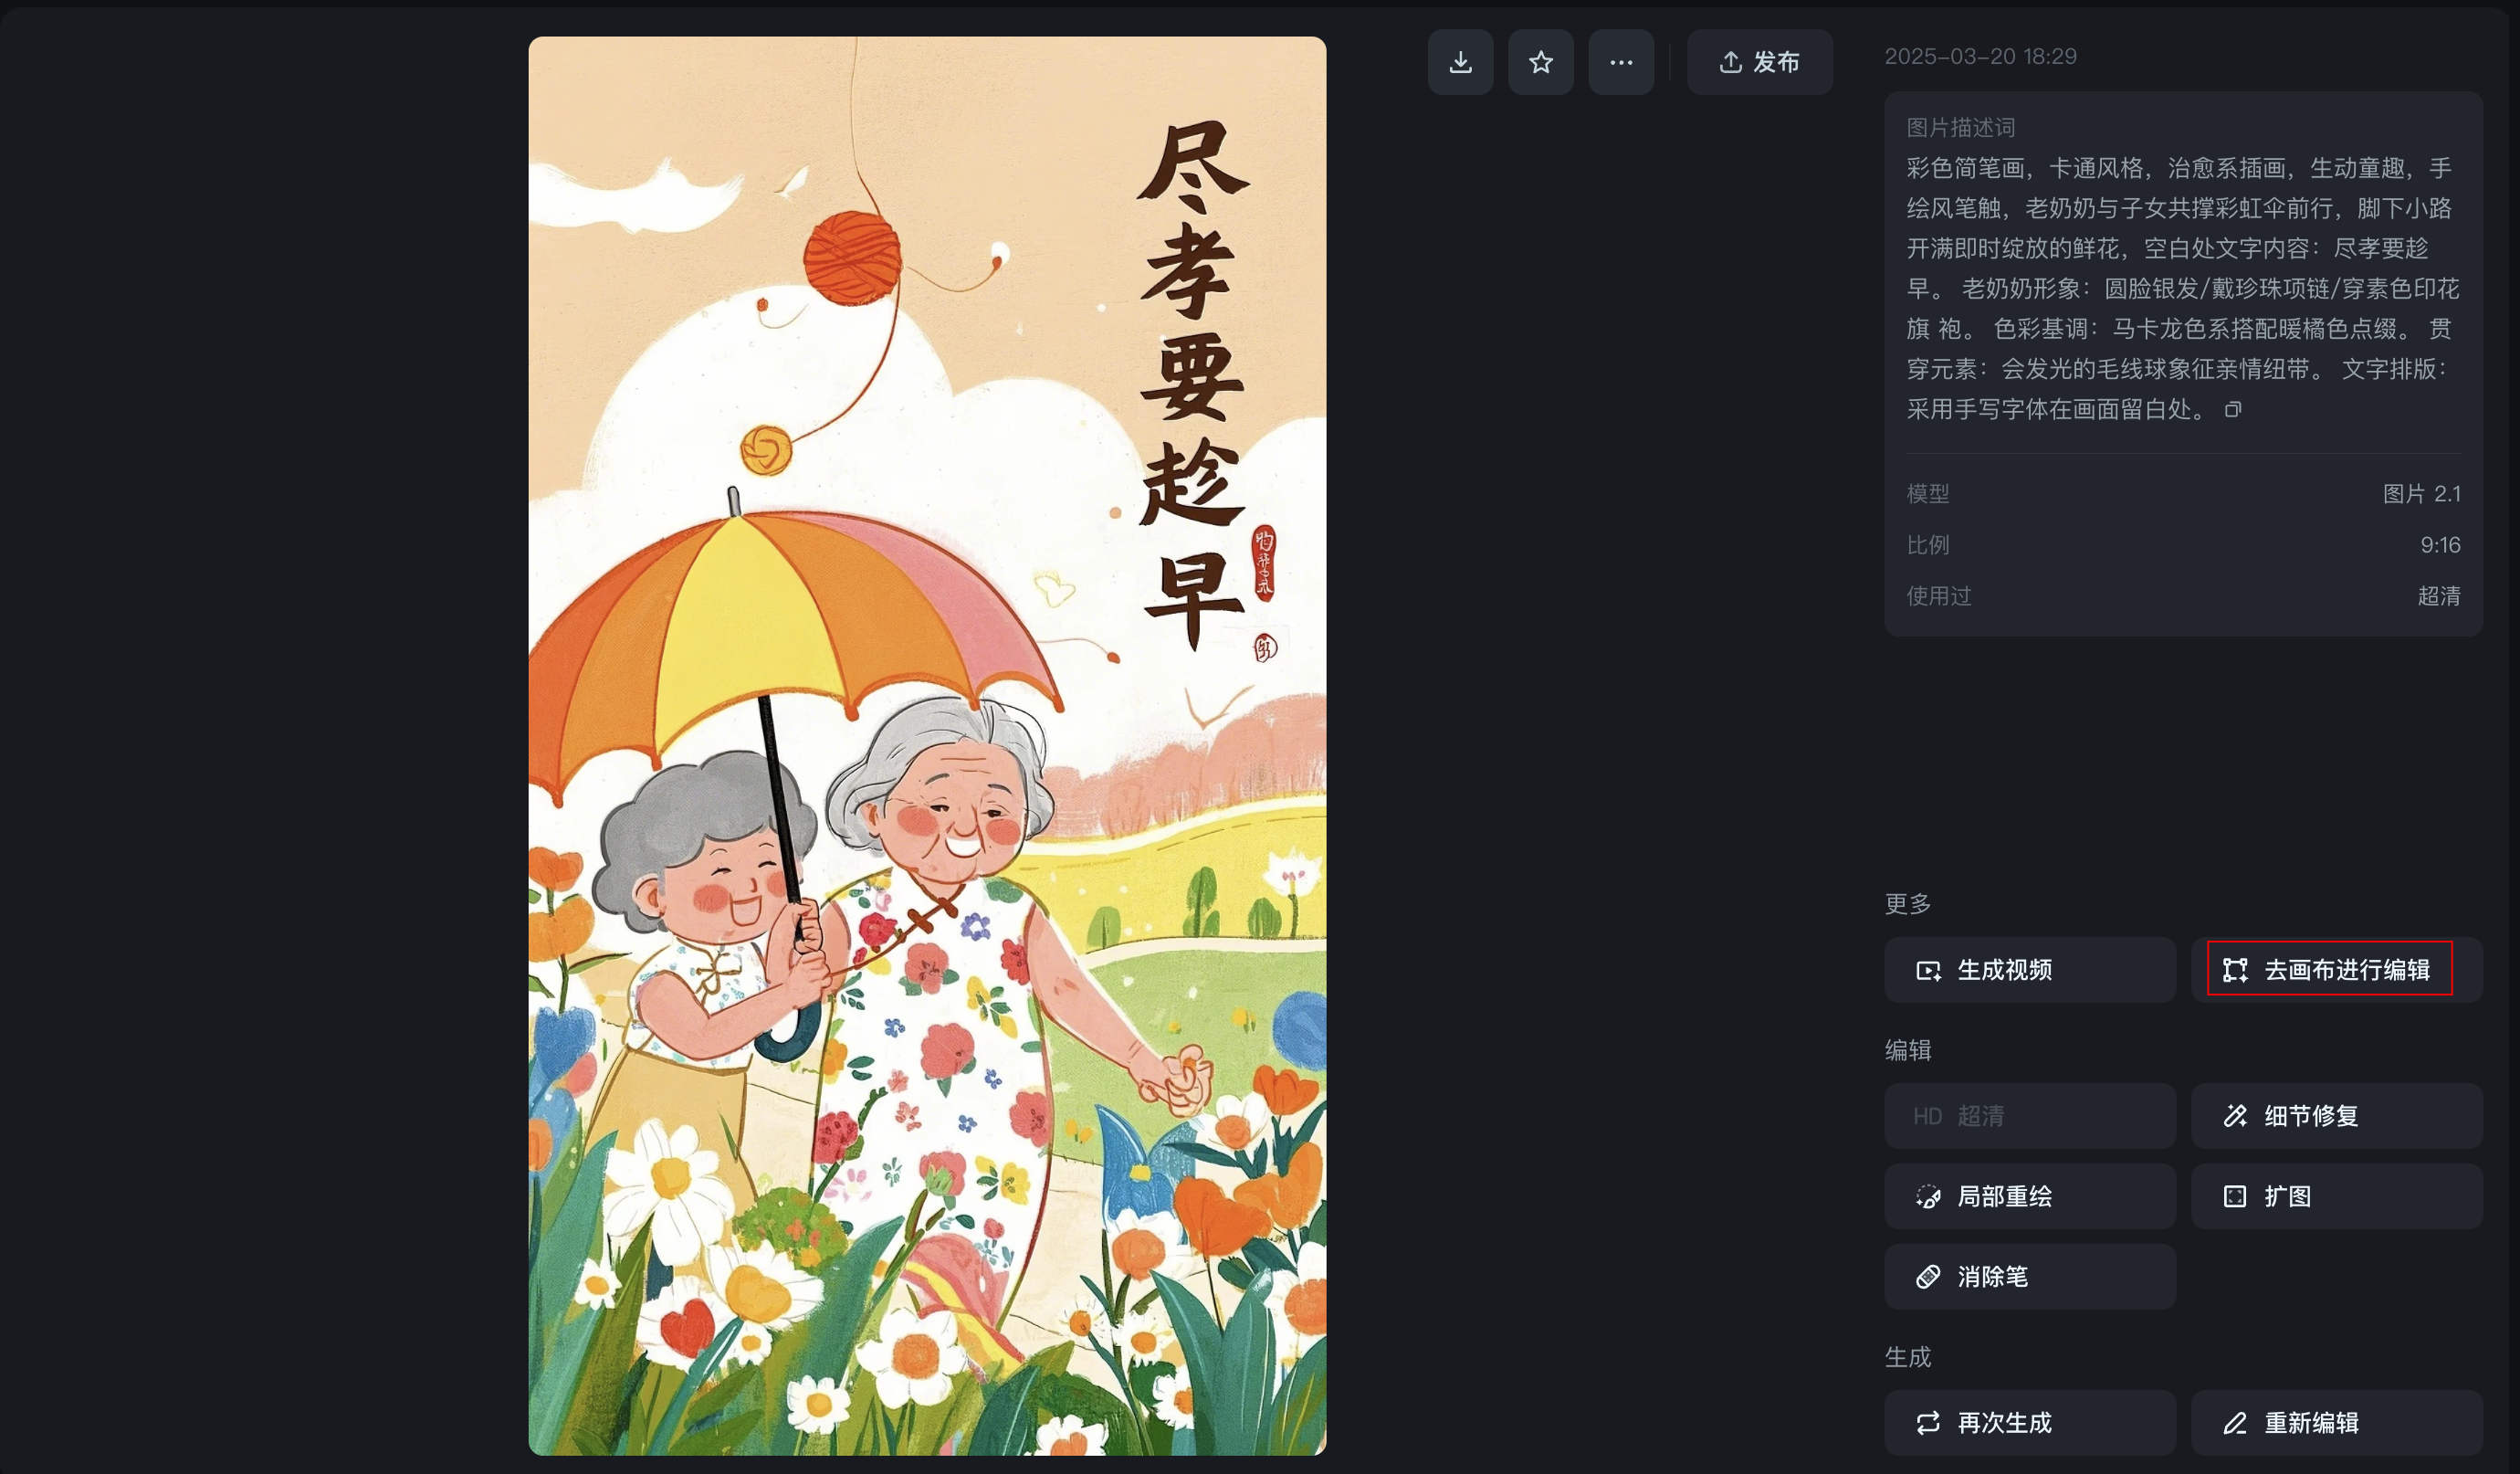 尽孝要趁早
发布
2025-03-20 18:29
图片描述词
彩色简笔画，卡通风格，治愈系插画，生动童趣，手
绘风笔触，老奶奶与子女共撑彩虹伞前行，脚下小路
开满即时绽放的鲜花，空白处文字内容：尽孝要趁
早。 老奶奶形象：圆脸银发/戴珍珠项链/穿素色印花
旗 袍。 色彩基调：马卡龙色系搭配暖橘色点缀。 贯
穿元素：会发光的毛线球象征亲情纽带。 文字排版：
采用手写字体在画面留白处。
模型 图片 2.1
比例 9:16
使用过 超清
更多
生成视频 去画布进行编辑
编辑
HD 超清 细节修复
局部重绘 扩图
消除笔
生成
再次生成 重新编辑